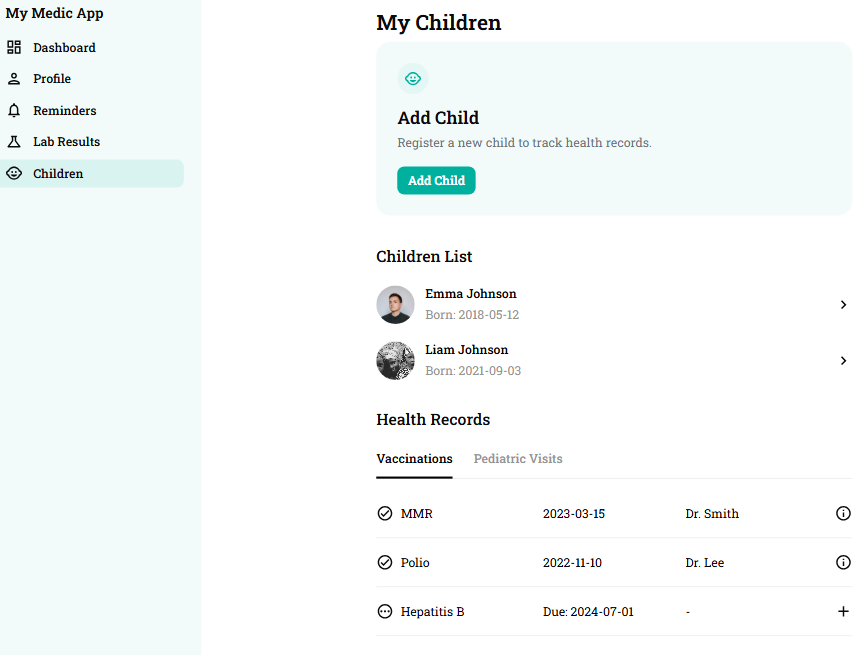 My Medic App
Dashboard
Profile
Reminders
Lab Results
Children
My Children
Add Child
Register a new child to track health records.
Add Child
Children List
Emma Johnson
Born: 2018-05-12
Liam Johnson
Born: 2021-09-03
Health Records
Vaccinations Pediatric Visits
MMR 2023-03-15 Dr. Smith
Polio 2022-11-10 Dr. Lee
Hepatitis B Due: 2024-07-01 -